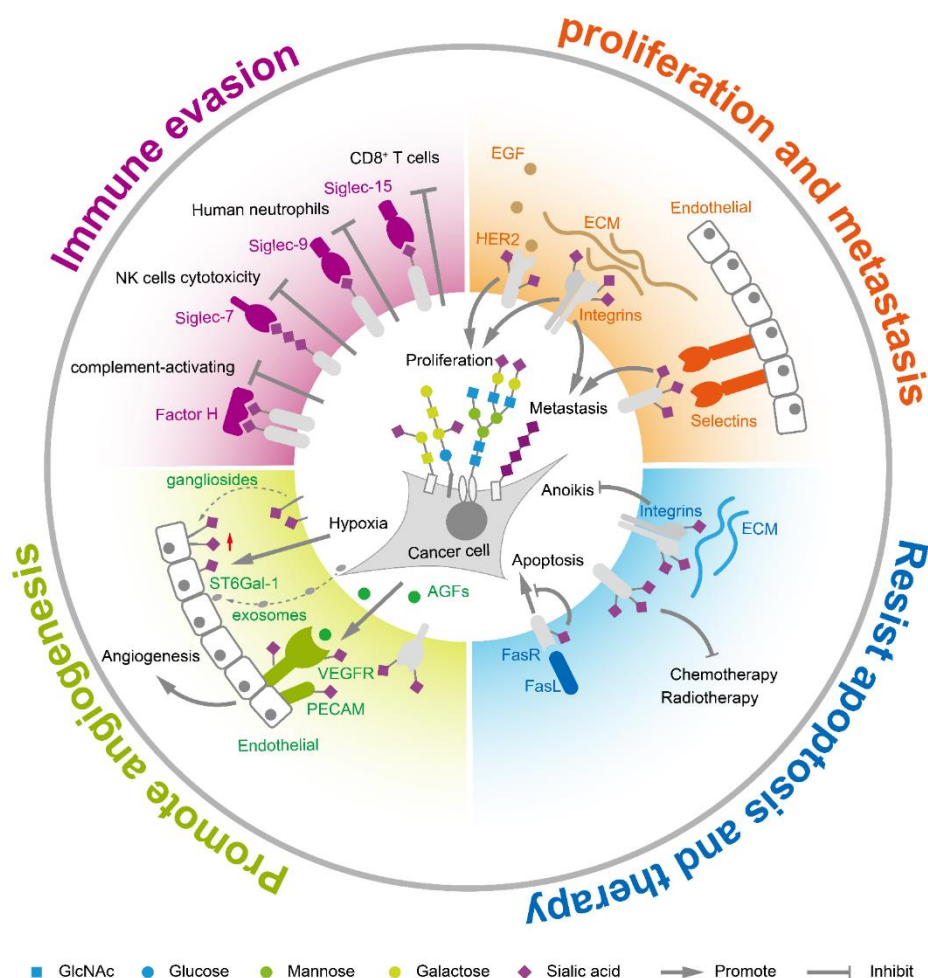 Immune evasion
proliferation and metastasis
CD8⁺ T cells
Siglec-15
Human neutrophils
Siglec-9
NK cells cytotoxicity
Siglec-7
complement-activating
Factor H
EGF
HER2
ECM
Endothelial
Integrins
Selectins
Proliferation
Metastasis
Cancer cell
gangliosides
Hypoxia
ST6Gal-1
exosomes
AGFs
Angiogenesis
VEGFR
PECAM
Endothelial
Anoikis
Integrins
ECM
Apoptosis
FasR
FasL
Chemotherapy
Radiotherapy
Promote angiogenesis
Resist apoptosis and therapy
GlcNAc Glucose Mannose Galactose Sialic acid Promote Inhibit